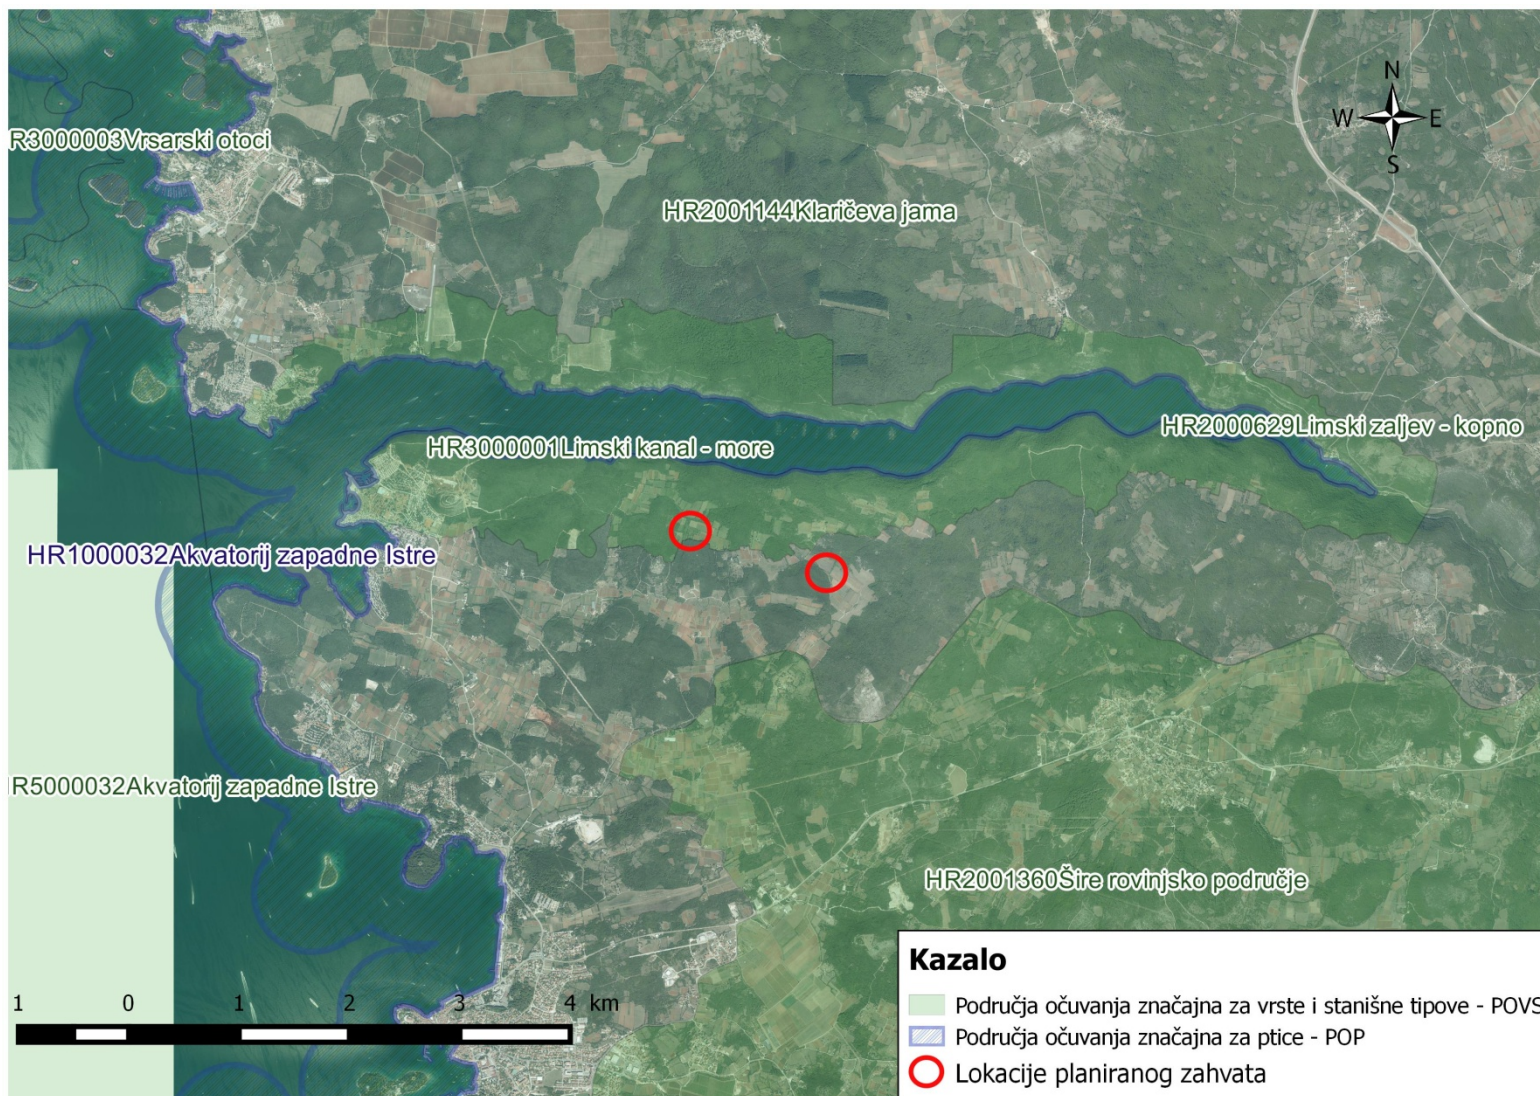 N
W E
S
R3000003Vrsarski otoci
HR2001144Klaričeva jama
HR3000001Limski kanal - more
HR2000629Limski zaljev - kopno
HR1000032Akvatorij zapadne Istre
HR5000032Akvatorij zapadne Istre
HR2001360Šire rovinjsko područje
1 0 1 2 3 4 km
Kazalo
Područja očuvanja značajna za vrste i stanišne tipove - POVS
Područja očuvanja značajna za ptice - POP
Lokacije planiranog zahvata